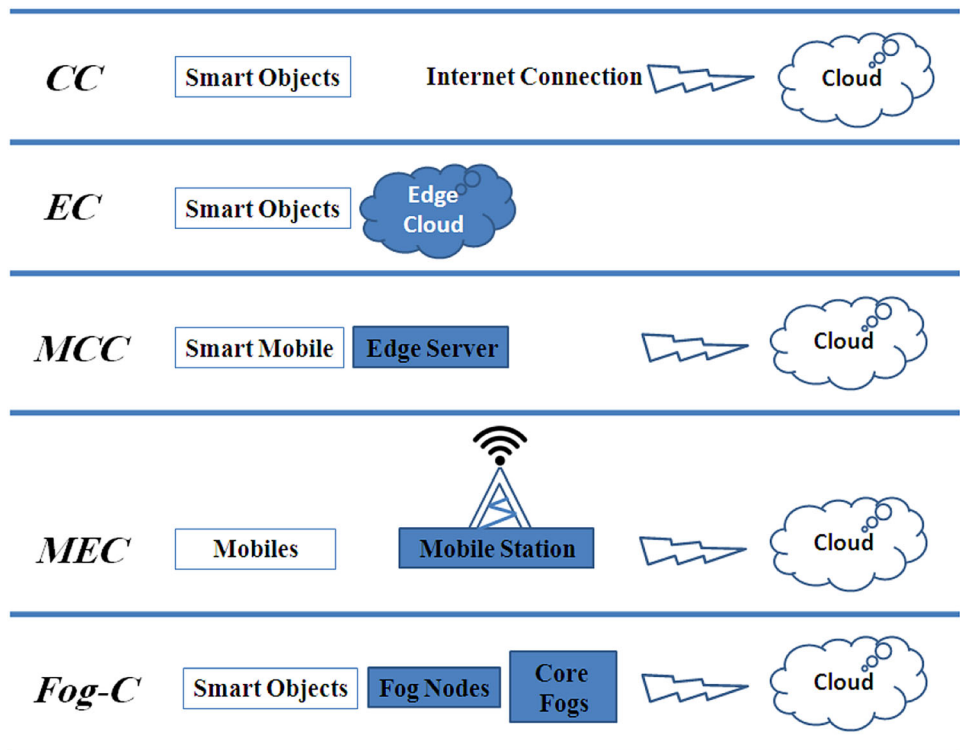 CC
Smart Objects
Internet Connection
Cloud
EC
Smart Objects
Edge
Cloud
MCC
Smart Mobile
Edge Server
Cloud
MEC
Mobiles
Mobile Station
Cloud
Fog-C
Smart Objects
Fog Nodes
Core
Fogs
Cloud